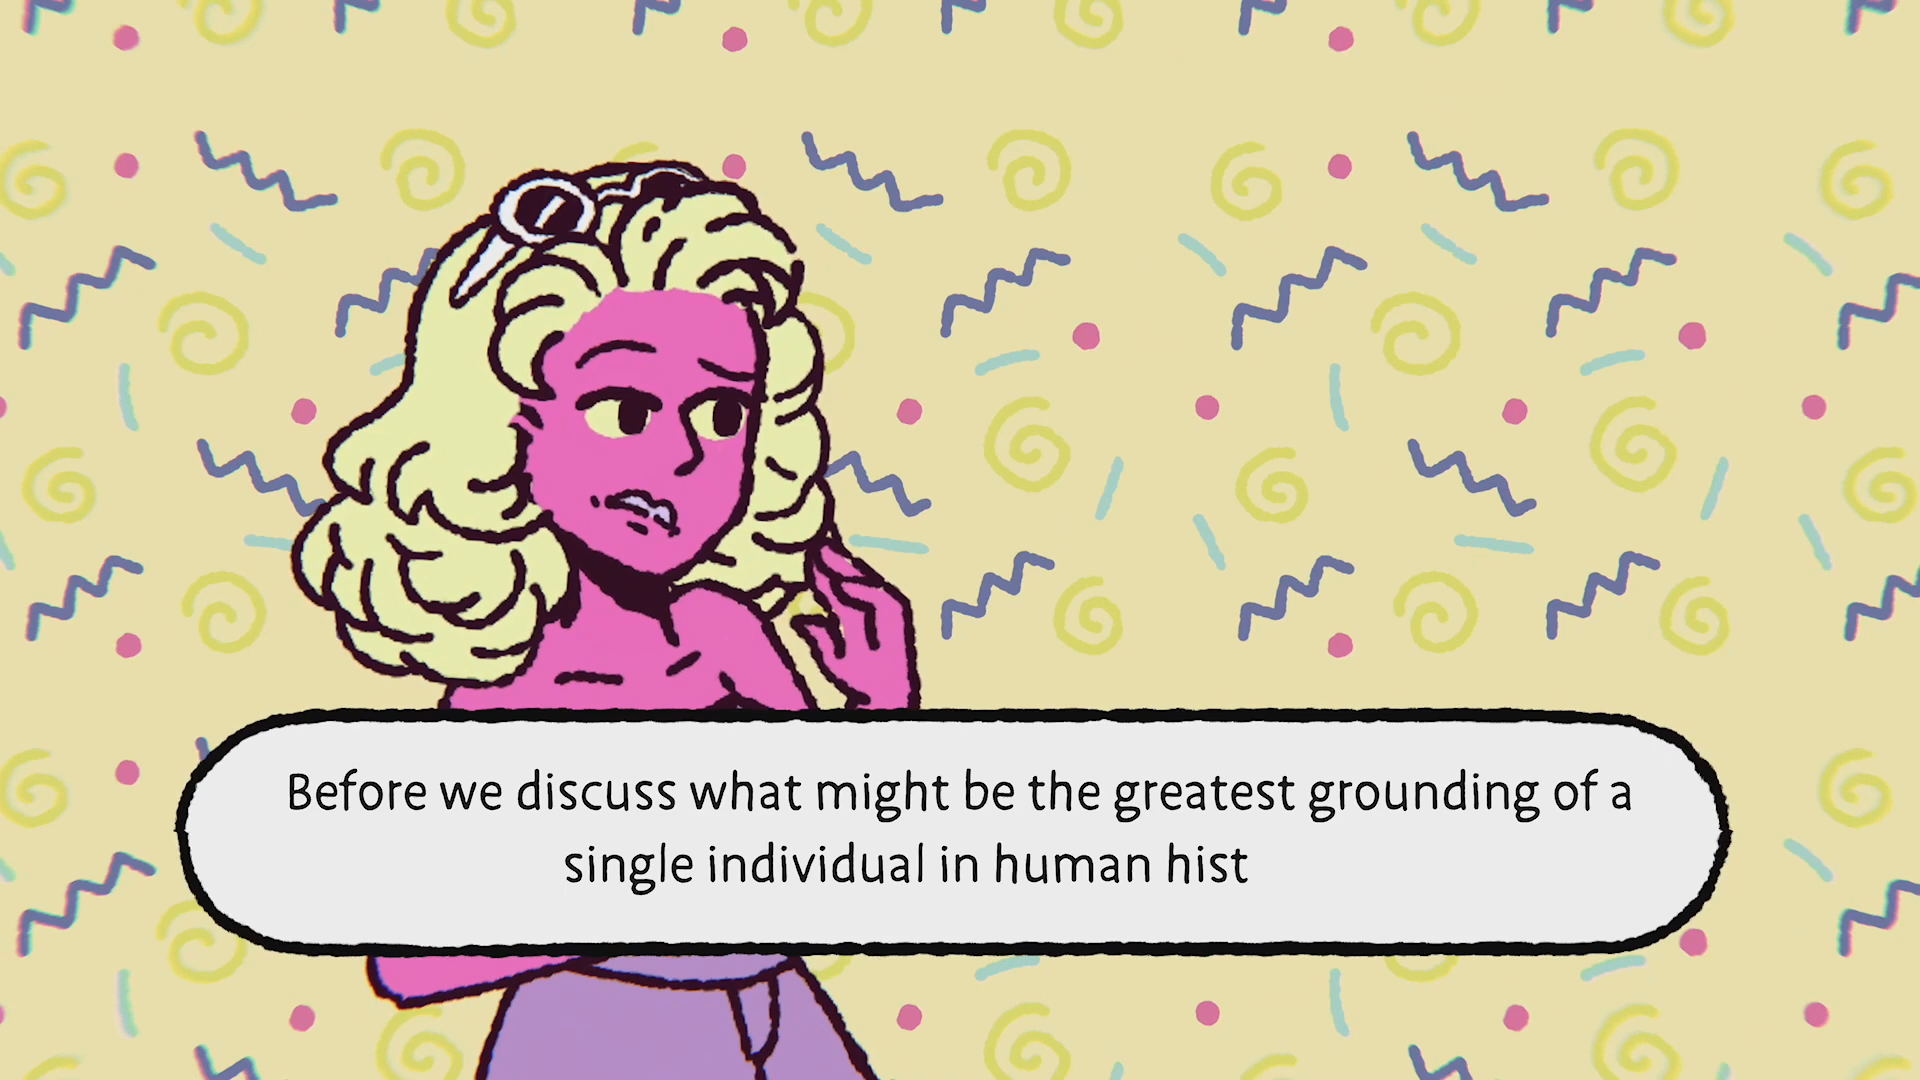 Before we discuss what might be the greatest grounding of a
single individual in human hist